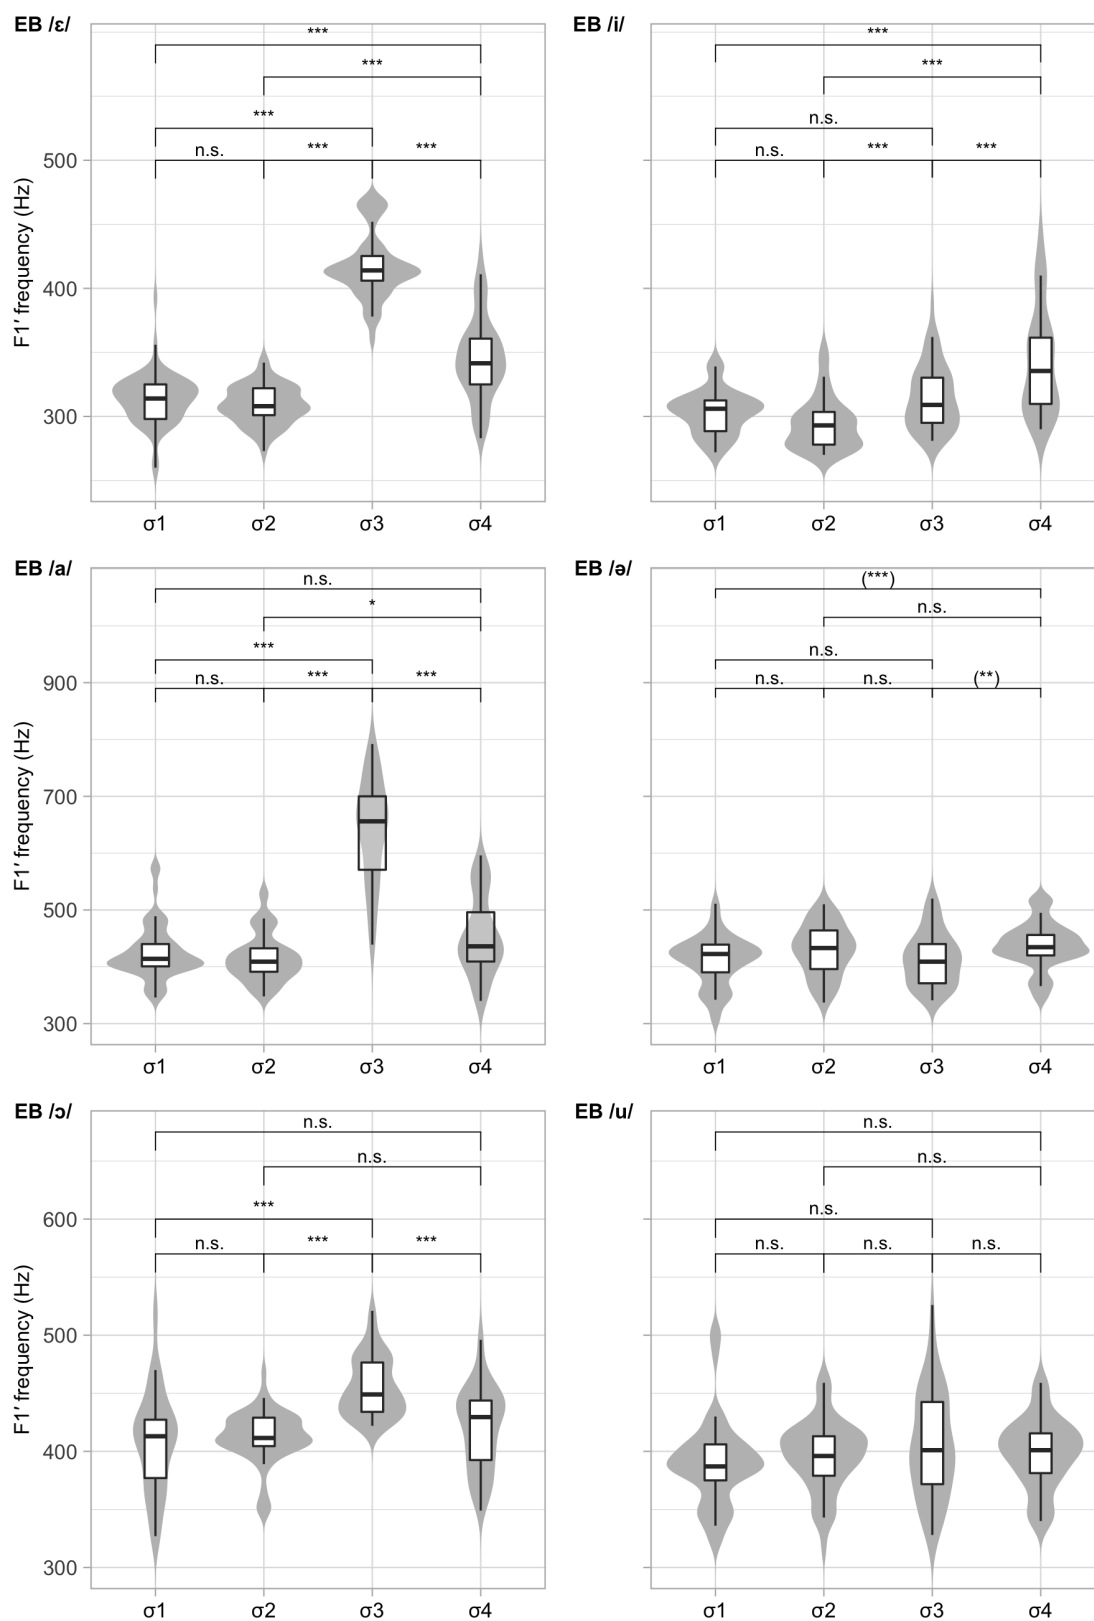 EB /ɛ/
***
***
***
n.s.
***
***
500
400
300
F1′ frequency (Hz)
σ1
σ2
σ3
σ4
EB /i/
***
***
n.s.
n.s.
***
***
σ1
σ2
σ3
σ4
EB /a/
n.s.
*
***
n.s.
***
***
900
700
500
300
F1′ frequency (Hz)
σ1
σ2
σ3
σ4
EB /ə/
(***)
n.s.
n.s.
n.s.
n.s.
(**)
σ1
σ2
σ3
σ4
EB /ɔ/
n.s.
n.s.
***
n.s.
***
***
600
500
400
300
F1′ frequency (Hz)
σ1
σ2
σ3
σ4
EB /u/
n.s.
n.s.
n.s.
n.s.
n.s.
n.s.
σ1
σ2
σ3
σ4